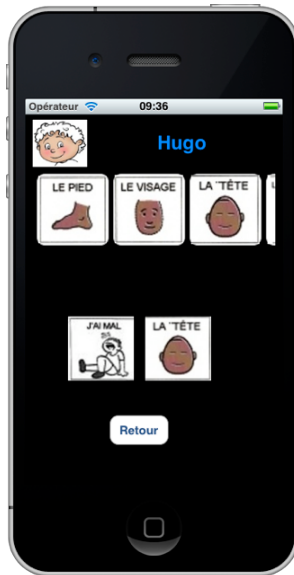 Opérateur 09:36
Hugo
LE PIED LE VISAGE LA ¨TÊTE
J'AI MAL LA ¨TÊTE
Retour